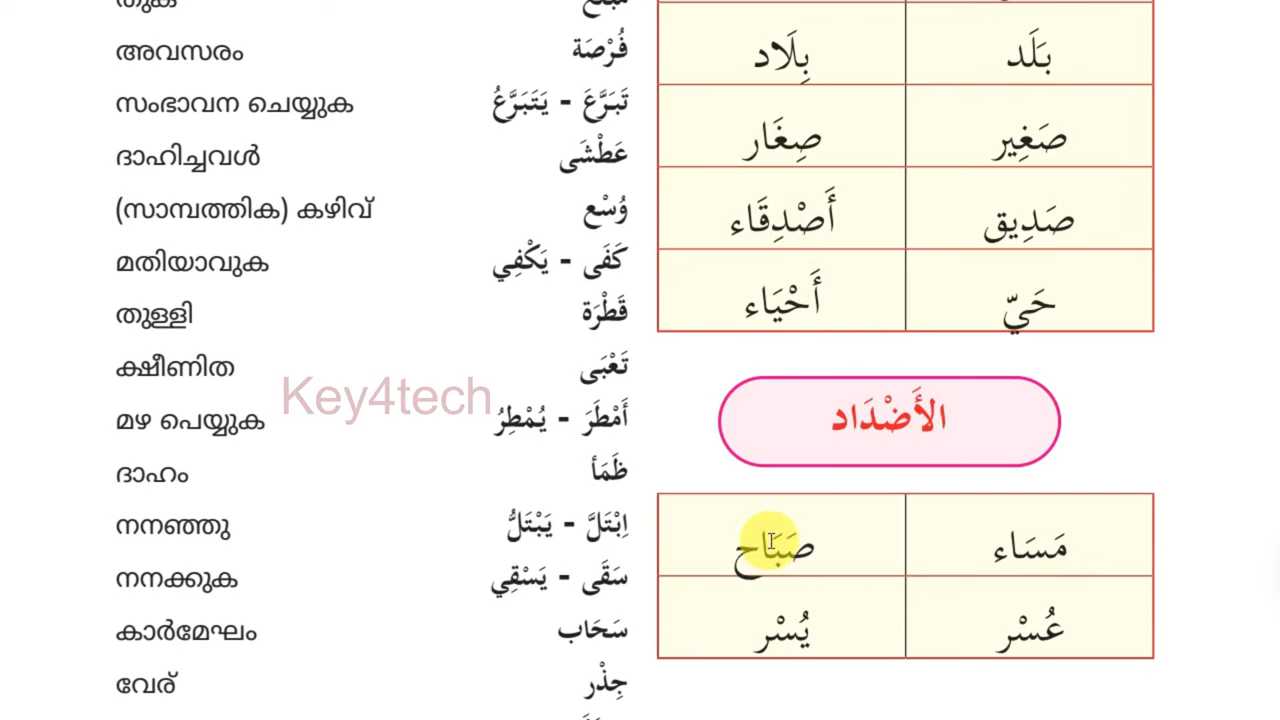 തുക مَبْلَغ
അവസരം فُرْصَة
സംഭാവന ചെയ്യുക تَبَرَّعَ - يَتَبَرَّعُ
ദാഹിച്ചവൾ عَطْشَى
(സാമ്പത്തിക) കഴിവ് وُسْع
മതിയാവുക كَفَى - يَكْفِي
തുള്ളി قَطْرَة
ക്ഷീണിത تَعْبَى
മഴ പെയ്യുക أَمْطَرَ - يُمْطِرُ
ദാഹം ظَمَأ
നനഞ്ഞു اِبْتَلَّ - يَبْتَلُّ
നനക്കുക سَقَى - يَسْقِي
കാർമേഘം سَحَاب
വേര് جِذْر
بَلَد بِلَاد
صَغِير صِغَار
صَدِيق أَصْدِقَاء
حَيّ أَحْيَاء
الأَضْدَاد
مَسَاء صَبَاح
عُسْر يُسْر
Key4tech